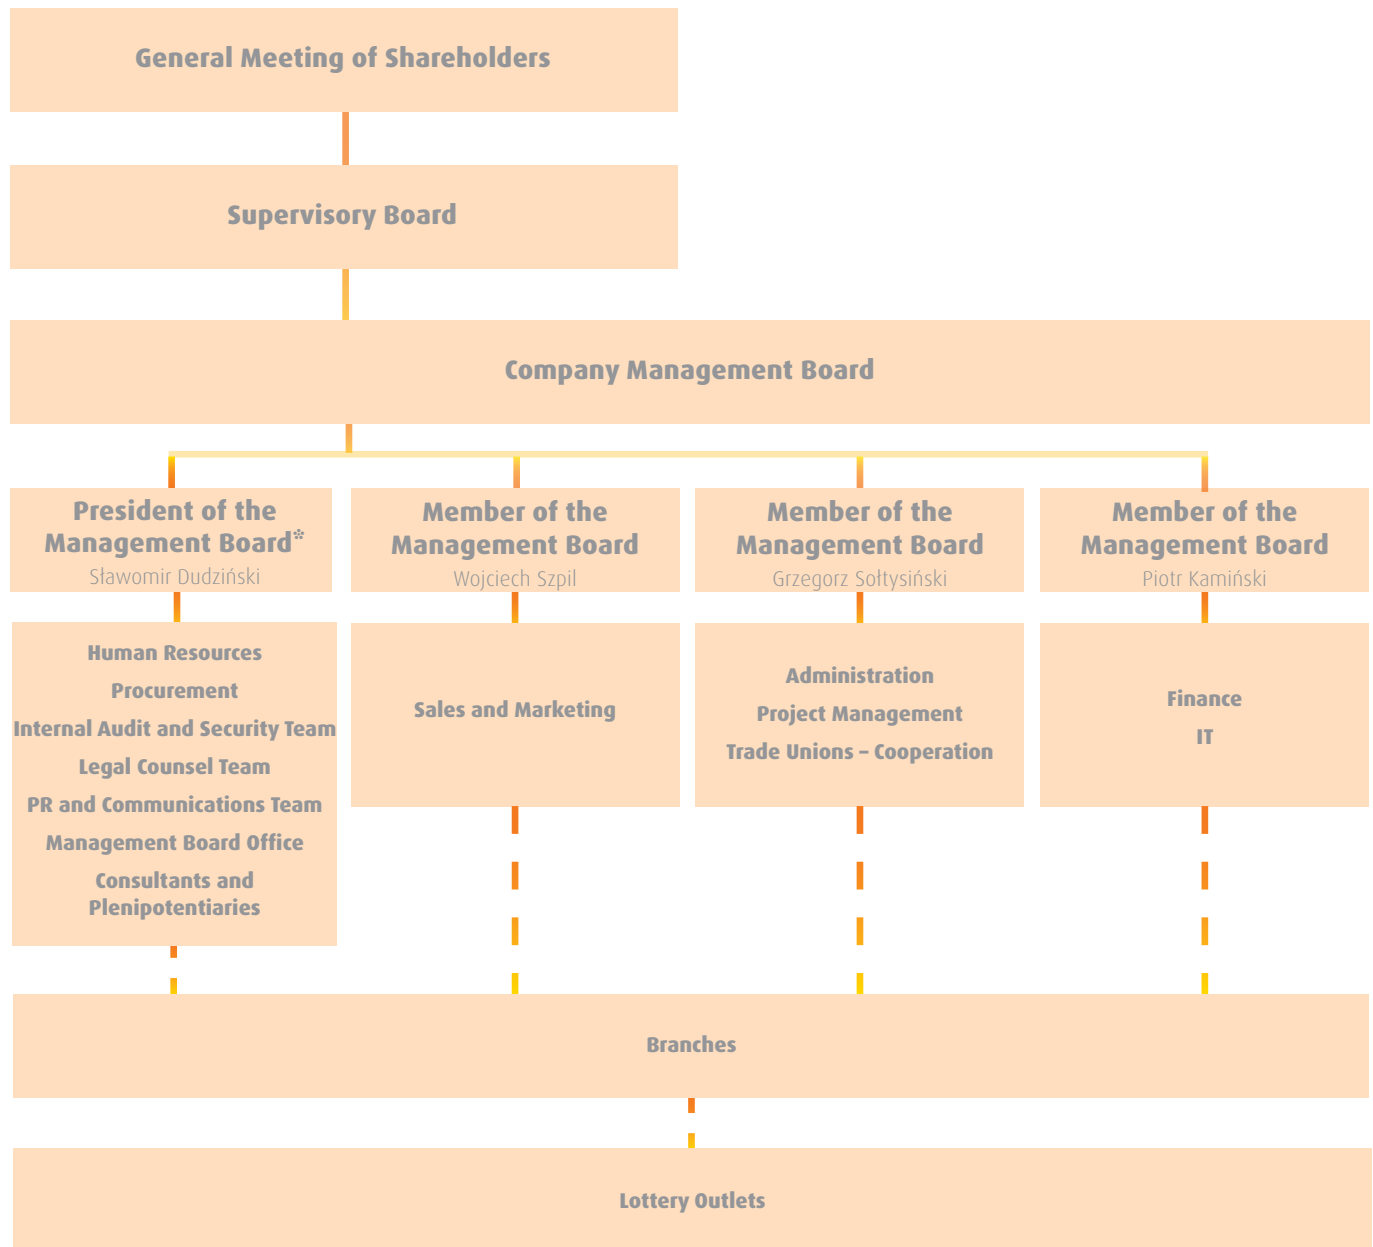 General Meeting of Shareholders
Supervisory Board
Company Management Board
President of the
Management Board*
Sławomir Dudziński
Member of the
Management Board
Wojciech Szpil
Member of the
Management Board
Grzegorz Sołtysiński
Member of the
Management Board
Piotr Kamiński
Human Resources
Procurement
Internal Audit and Security Team
Legal Counsel Team
PR and Communications Team
Management Board Office
Consultants and
Plenipotentiaries
Sales and Marketing
Administration
Project Management
Trade Unions – Cooperation
Finance
IT
Branches
Lottery Outlets